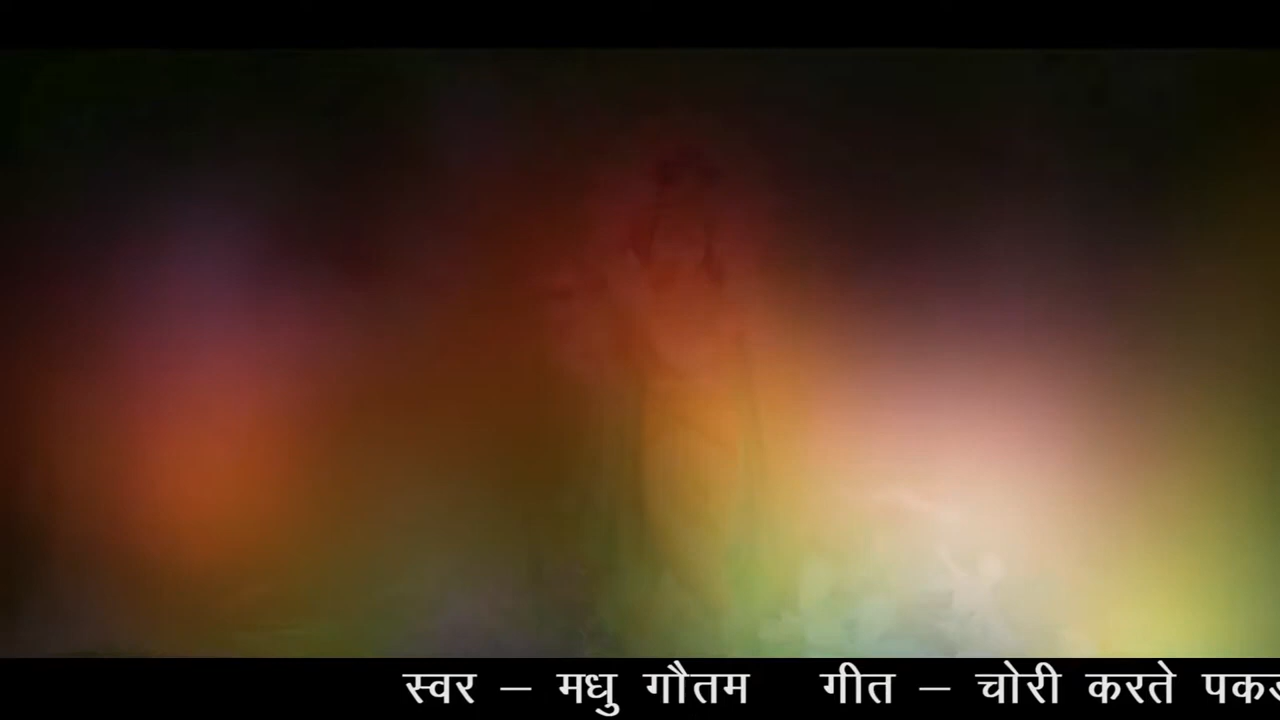 स्वर – मधु गौतम गीत – चोरी करते